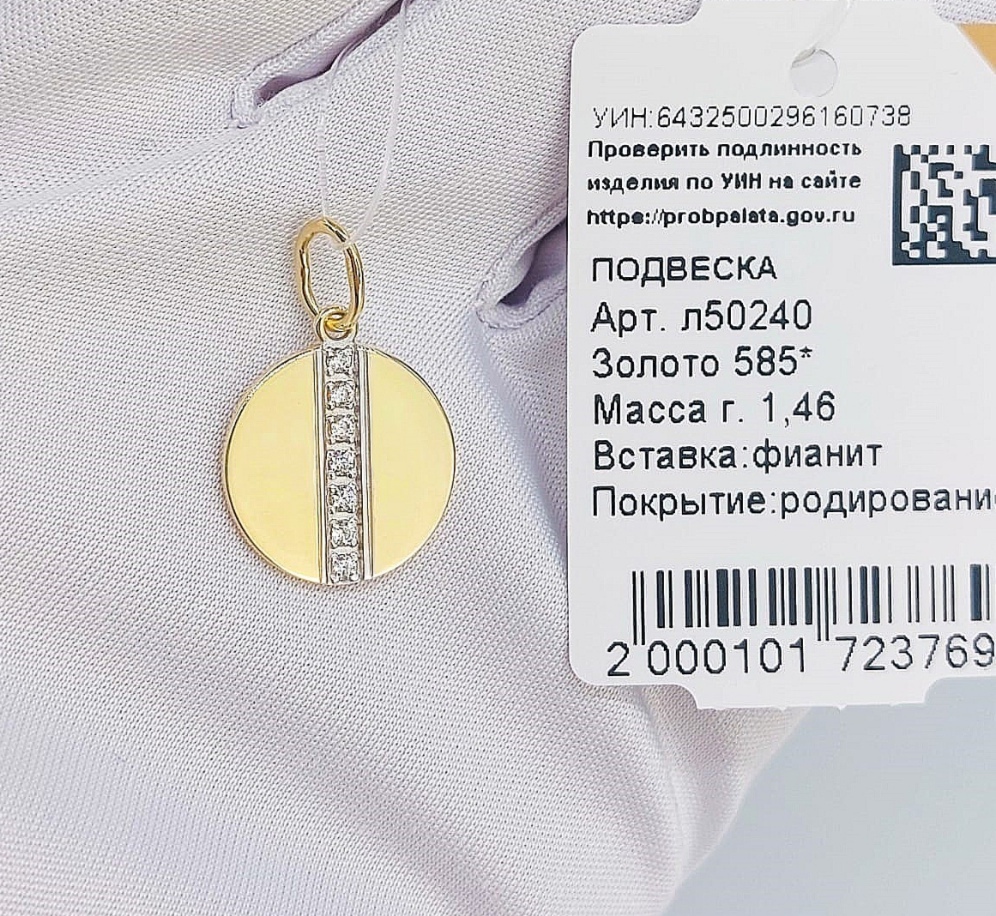 УИН:6432500296160738
Проверить подлинность
изделия по УИН на сайте
https://probpalata.gov.ru
ПОДВЕСКА
Арт. л50240
Золото 585*
Масса г. 1,46
Вставка:фианит
Покрытие:родировани
2 000101 723769